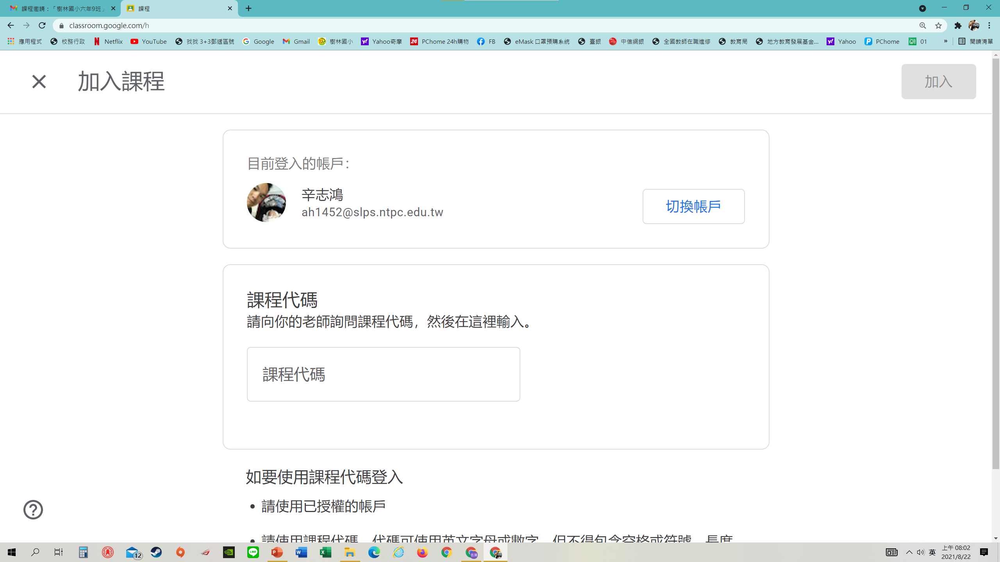 課程邀請：「樹林國小六年9班」
課程
classroom.google.com/h
應用程式 校務行政 Netflix YouTube 找找 3+3郵遞區號 Google Gmail 樹林國小 Yahoo奇摩 PChome 24h購物 FB eMask 口罩預購系統 臺銀 中信網銀 全國教師在職進修 教育局 地方教育發展基金... Yahoo PChome 01 » 閱讀清單
加入課程
加入
目前登入的帳戶：
辛志鴻
ah1452@slps.ntpc.edu.tw
切換帳戶
課程代碼
請向你的老師詢問課程代碼，然後在這裡輸入。
課程代碼
如要使用課程代碼登入
• 請使用已授權的帳戶
• 請使用課程代碼，代碼可使用英文字母或數字，但不得包含空格或符號，長度
12
英
上午 08:02
2021/8/22